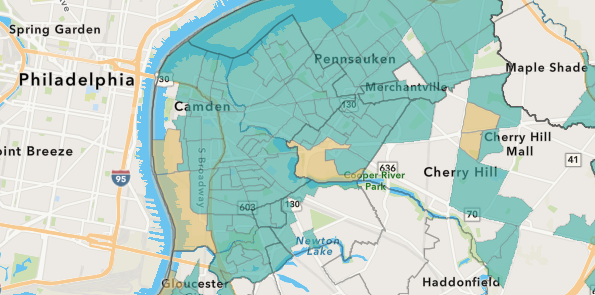 Spring Garden
Philadelphia
30
Camden
Pennsauken
Merchantville
130
Maple Shade
oint Breeze
S Broadway
95
636
Cooper River
Park
Cherry Hill
Mall
Cherry Hill
41
603
130
70
Newton
Lake
Gloucester
Haddonfield